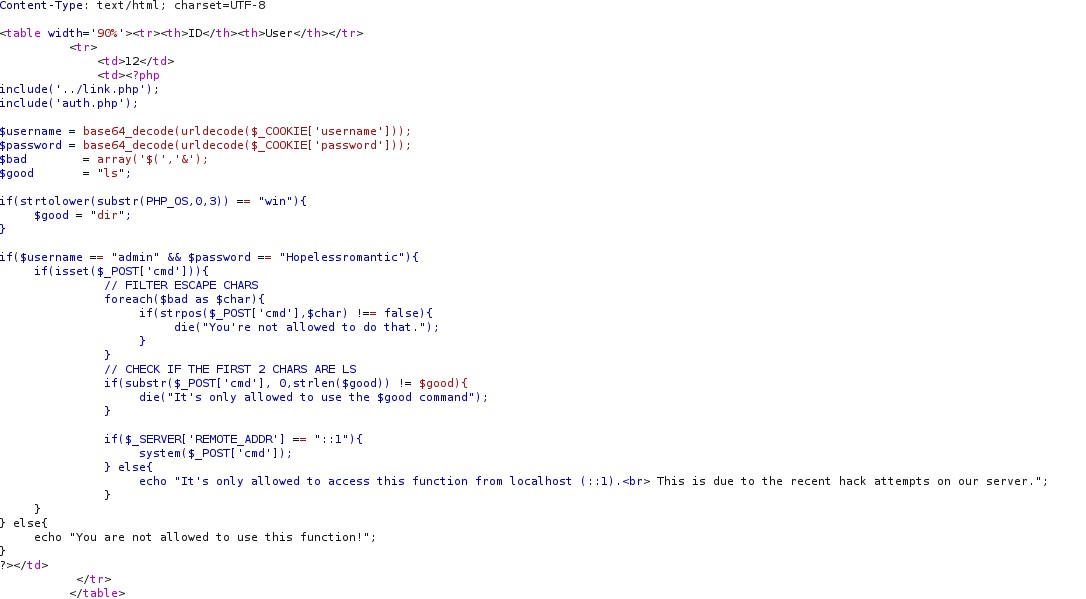 Content-Type: text/html; charset=UTF-8
<table width='90%'><tr><th>ID</th><th>User</th></tr>
<tr>
<td>12</td>
<td><?php
include('../link.php');
include('auth.php');
$username = base64_decode(urldecode($_COOKIE['username']));
$password = base64_decode(urldecode($_COOKIE['password']));
$bad = array('$(','&');
$good = "ls";
if(strtolower(substr(PHP_OS,0,3)) == "win"){
$good = "dir";
}
if($username == "admin" && $password == "Hopelessromantic"){
if(isset($_POST['cmd'])){
// FILTER ESCAPE CHARS
foreach($bad as $char){
if(strpos($_POST['cmd'],$char) !== false){
die("You're not allowed to do that.");
}
}
// CHECK IF THE FIRST 2 CHARS ARE LS
if(substr($_POST['cmd'], 0,strlen($good)) != $good){
die("It's only allowed to use the $good command");
}
if($_SERVER['REMOTE_ADDR'] == "::1"){
system($_POST['cmd']);
} else{
echo "It's only allowed to access this function from localhost (::1).<br> This is due to the recent hack attempts on our server.";
}
}
} else{
echo "You are not allowed to use this function!";
}
?></td>
</tr>
</table>